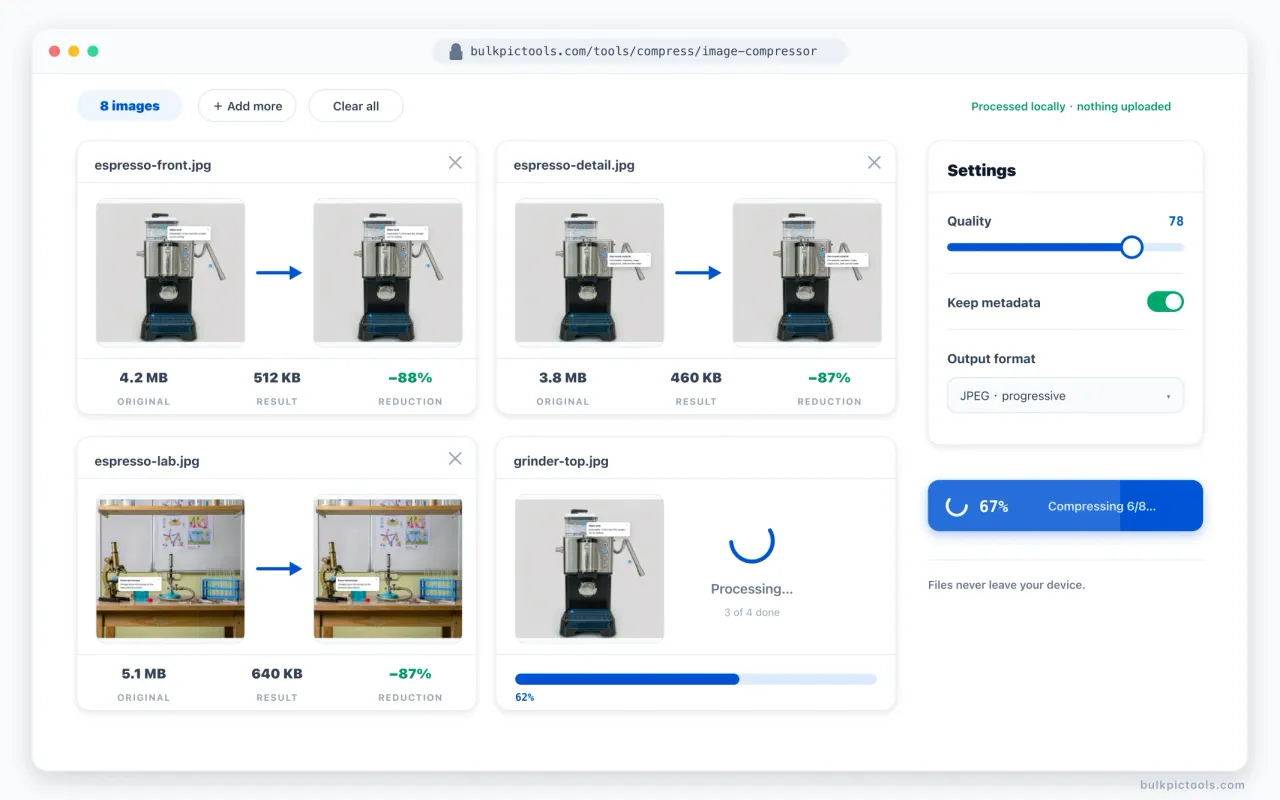 bulkpictools.com/tools/compress/image-compressor
8 images
+ Add more
Clear all
Processed locally · nothing uploaded
espresso-front.jpg
4.2 MB
512 KB
−88%
ORIGINAL
RESULT
REDUCTION
espresso-detail.jpg
3.8 MB
460 KB
−87%
ORIGINAL
RESULT
REDUCTION
espresso-lab.jpg
5.1 MB
640 KB
−87%
ORIGINAL
RESULT
REDUCTION
grinder-top.jpg
Processing...
3 of 4 done
62%
Settings
Quality
78
Keep metadata
Output format
JPEG · progressive
67%
Compressing 6/8...
Files never leave your device.
bulkpictools.com